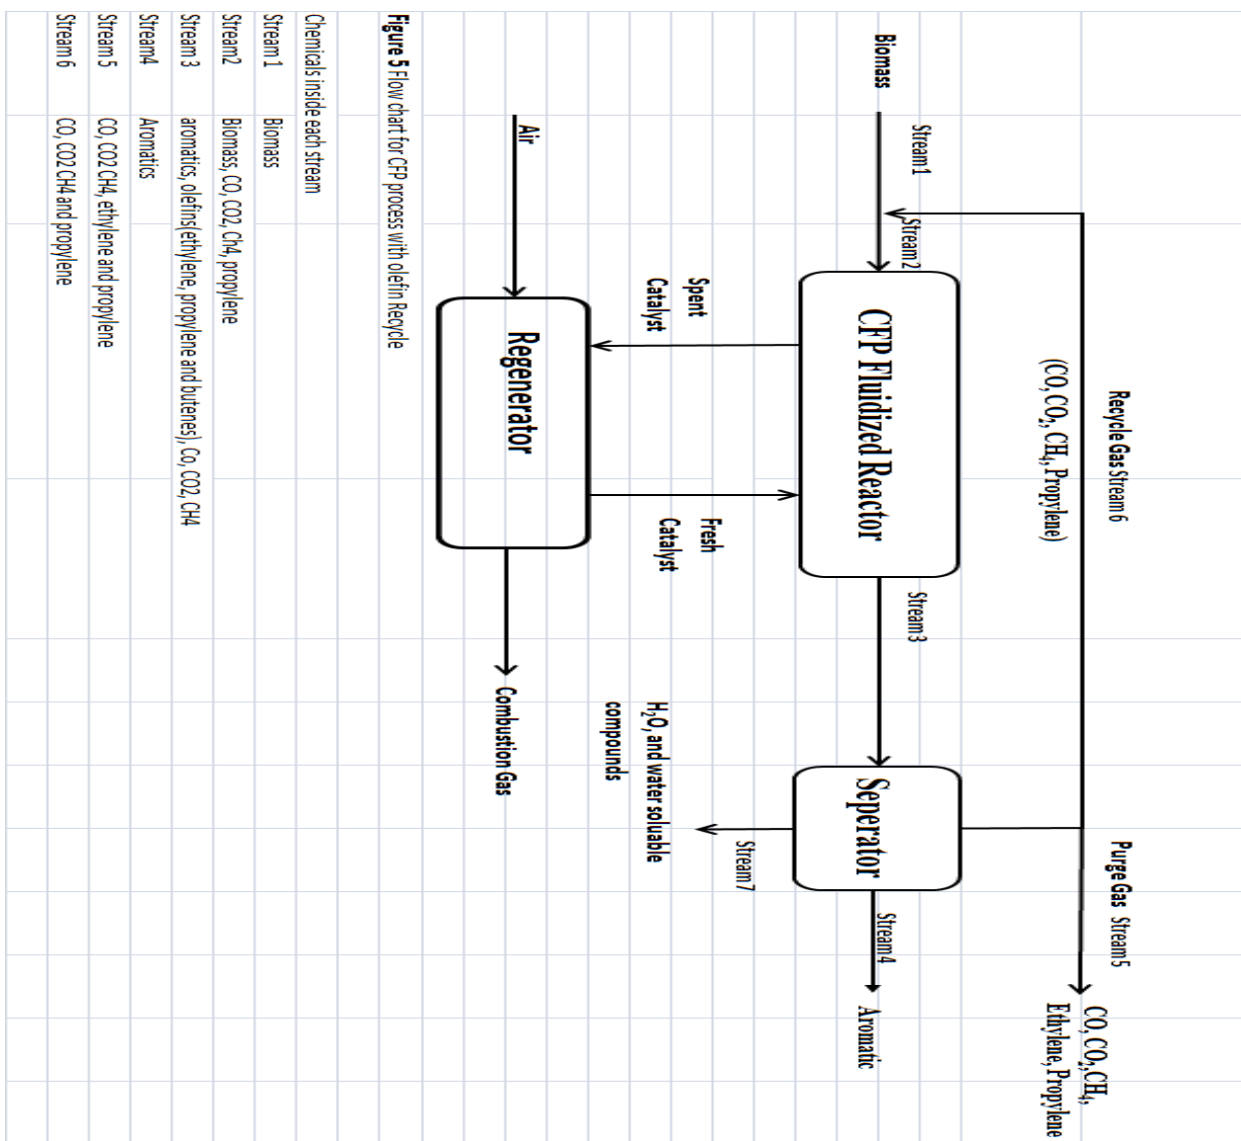 Recycle Gas Stream 6
(CO, CO₂, CH₄, Propylene)
Purge Gas Stream5
CO, CO₂,CH₄,
Ethylene, Propylene
Biomass
Stream1
Stream2
CFP Fluidized Reactor
Stream3
Seperator
Stream4
Aromatic
Stream7
H₂O, and water soluable
compounds
Spent
Catalyst
Fresh
Catalyst
Air
Regenerator
Combustion Gas
Figure 5 Flow chart for CFP process with olefin Recycle
Chemicals inside each stream
Stream 1 Biomass
Stream2 Biomass, CO, CO2, Ch4, propylene
Stream 3 aromatics, olefins(ethylene, propylene and butenes), Co, CO2, CH4
Stream4 Aromatics
Stream 5 CO, CO2 CH4, ethylene and propylene
Stream 6 CO, CO2 CH4 and propylene